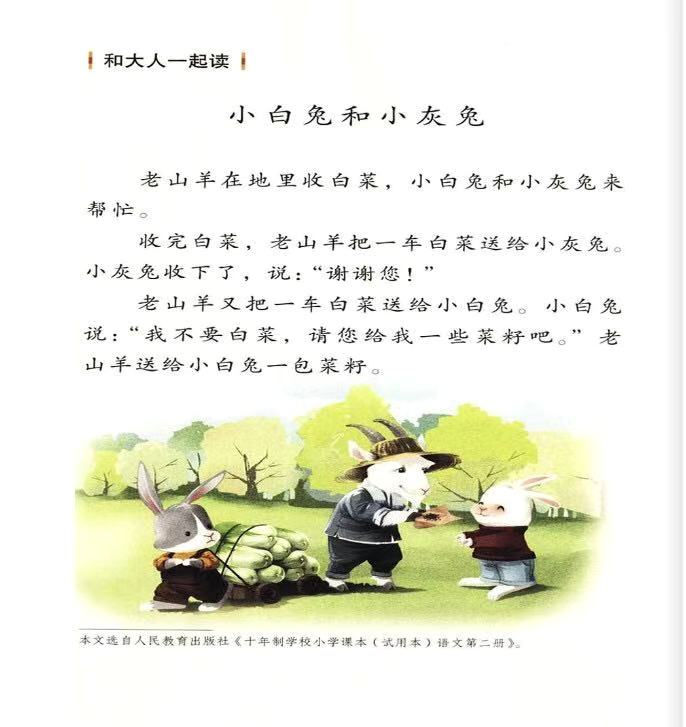 和大人一起读
小白兔和小灰兔
老山羊在地里收白菜，小白兔和小灰兔来
帮忙。
收完白菜，老山羊把一车白菜送给小灰兔。
小灰兔收下了，说：“谢谢您！”
老山羊又把一车白菜送给小白兔。小白兔
说：“我不要白菜，请您给我一些菜籽吧。”老
山羊送给小白兔一包菜籽。
本文选自人民教育出版社《十年制学校小学课本（试用本）语文第二册》。